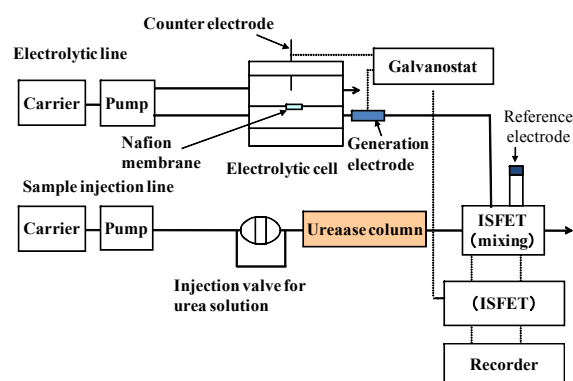 Counter electrode
Electrolytic line
Galvanostat
Carrier
Pump
Reference
electrode
Nafion
membrane
Generation
electrode
Electrolytic cell
Sample injection line
Carrier
Pump
Ureaase column
ISFET
(mixing)
Injection valve for
urea solution
(ISFET)
Recorder